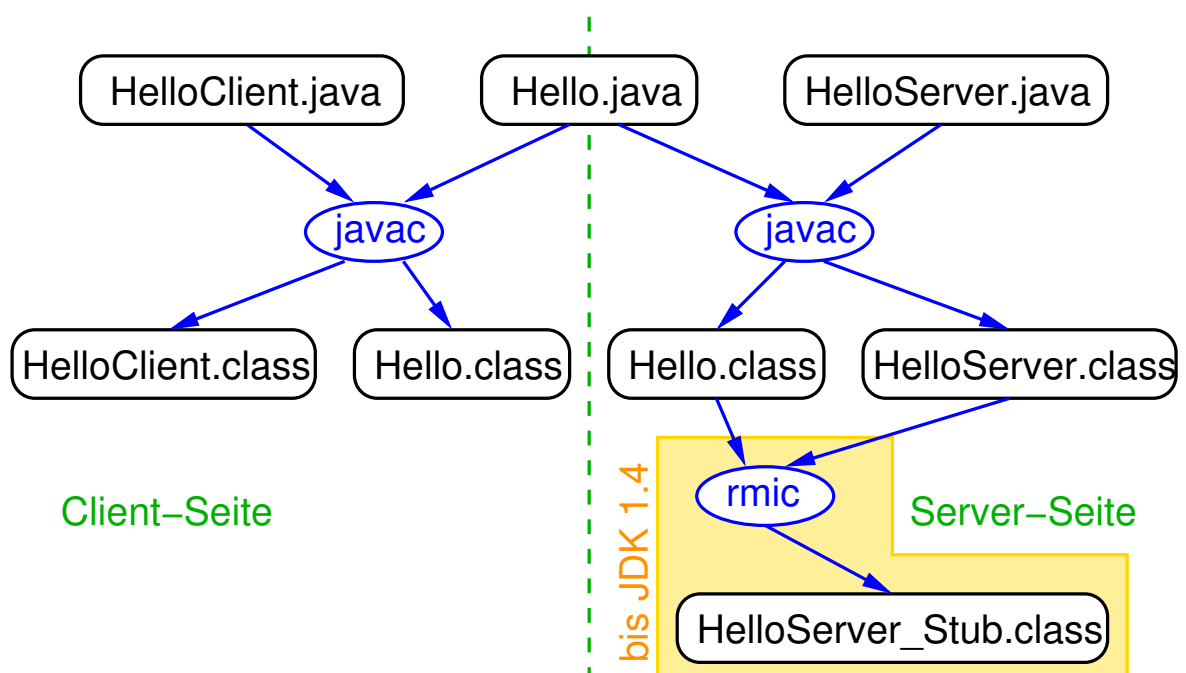 HelloClient.java
Hello.java
HelloServer.java
javac
javac
HelloClient.class
Hello.class
Hello.class
HelloServer.class
rmic
bis JDK 1.4
Client–Seite
Server–Seite
HelloServer_Stub.class